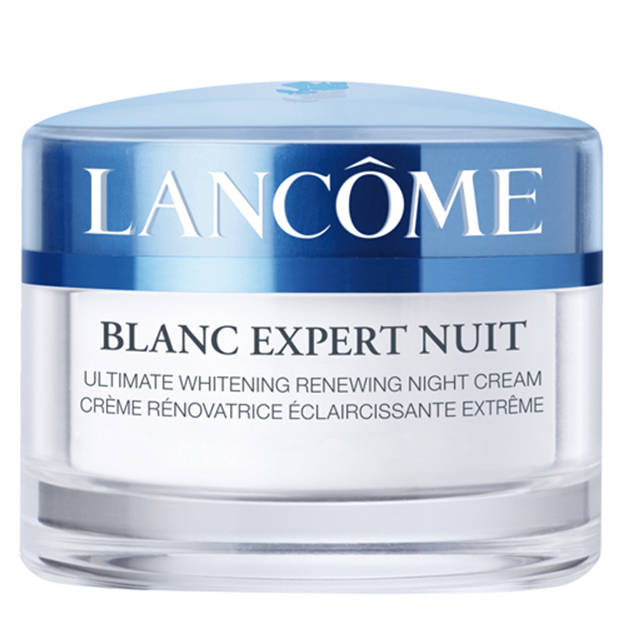 LANCÔME
BLANC EXPERT NUIT
ULTIMATE WHITENING RENEWING NIGHT CREAM
CRÈME RÉNOVATRICE ÉCLAIRCISSANTE EXTRÊME